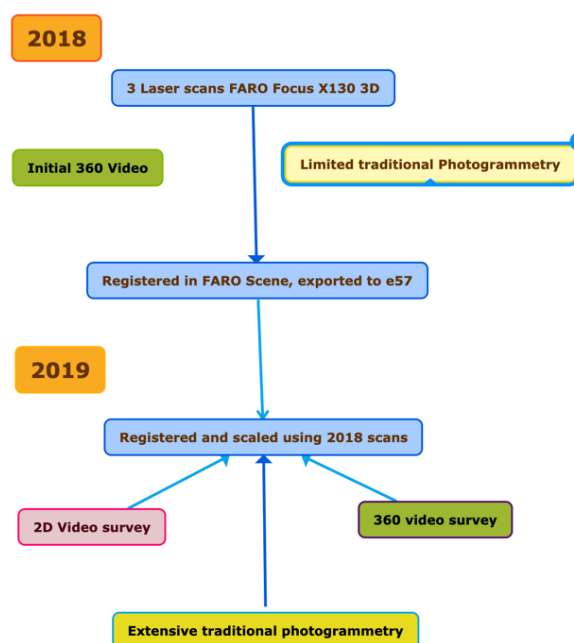 2018
3 Laser scans FARO Focus X130 3D
Initial 360 Video
Limited traditional Photogrammetry
Registered in FARO Scene, exported to e57
2019
Registered and scaled using 2018 scans
2D Video survey
360 video survey
Extensive traditional photogrammetry